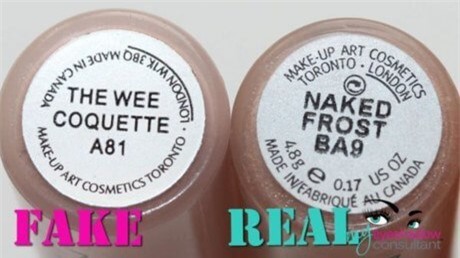 MAKE-UP ART COSMETICS TORONTO · LONDON W1K 3BQ MADE IN CANADA
THE WEE
COQUETTE
A81
MAKE-UP ART COSMETICS
TORONTO · LONDON
NAKED
FROST
BA9
4.8g e 0.17 US OZ
MADE IN/FABRIQUÉ AU CANADA
FAKE
REAL
consultant